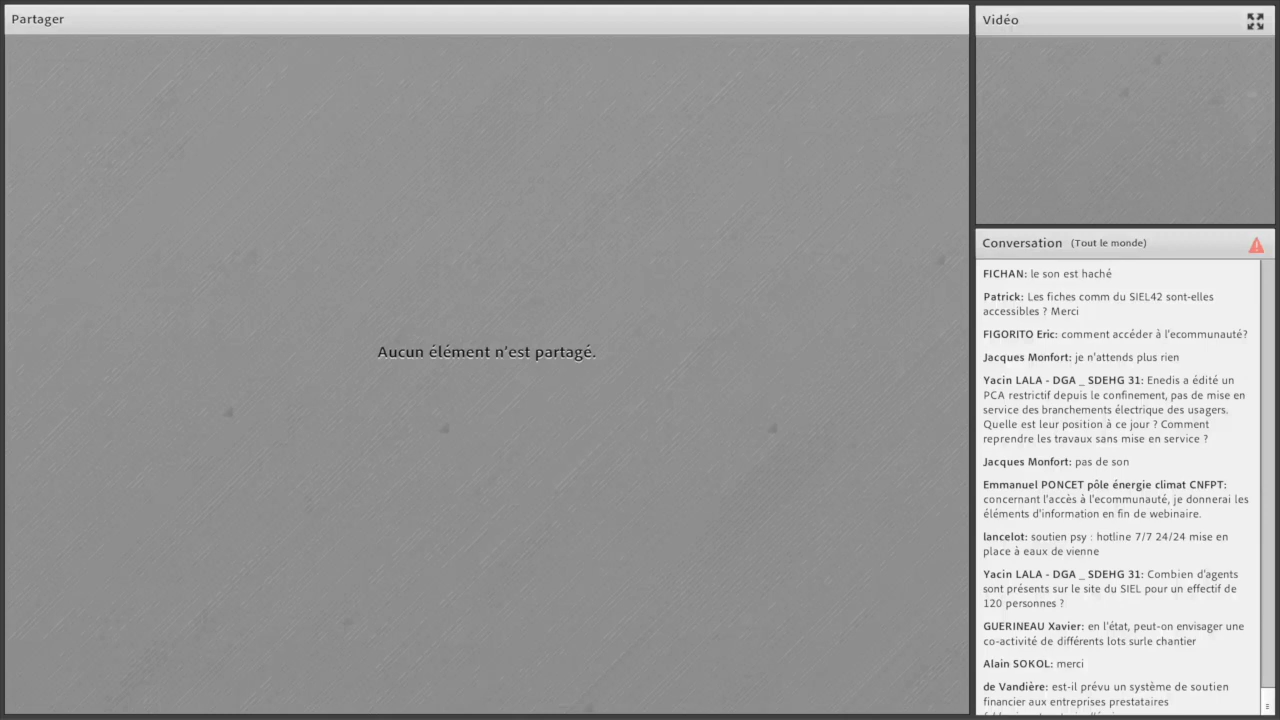 Partager
Aucun élément n'est partagé.
Vidéo
Conversation (Tout le monde)
FICHAN: le son est haché
Patrick: Les fiches comm du SIEL42 sont-elles
accessibles ? Merci
FIGORITO Eric: comment accéder à l'ecommunauté?
Jacques Monfort: je n'attends plus rien
Yacin LALA - DGA _ SDEHG 31: Enedis a édité un
PCA restrictif depuis le confinement, pas de mise en
service des branchements électrique des usagers.
Quelle est leur position à ce jour ? Comment
reprendre les travaux sans mise en service ?
Jacques Monfort: pas de son
Emmanuel PONCET pôle énergie climat CNFPT:
concernant l'accès à l'ecommunauté, je donnerai les
éléments d'information en fin de webinaire.
lancelot: soutien psy : hotline 7/7 24/24 mise en
place à eaux de vienne
Yacin LALA - DGA _ SDEHG 31: Combien d'agents
sont présents sur le site du SIEL pour un effectif de
120 personnes ?
GUERINEAU Xavier: en l'état, peut-on envisager une
co-activité de différents lots surle chantier
Alain SOKOL: merci
de Vandière: est-il prévu un système de soutien
financier aux entreprises prestataires